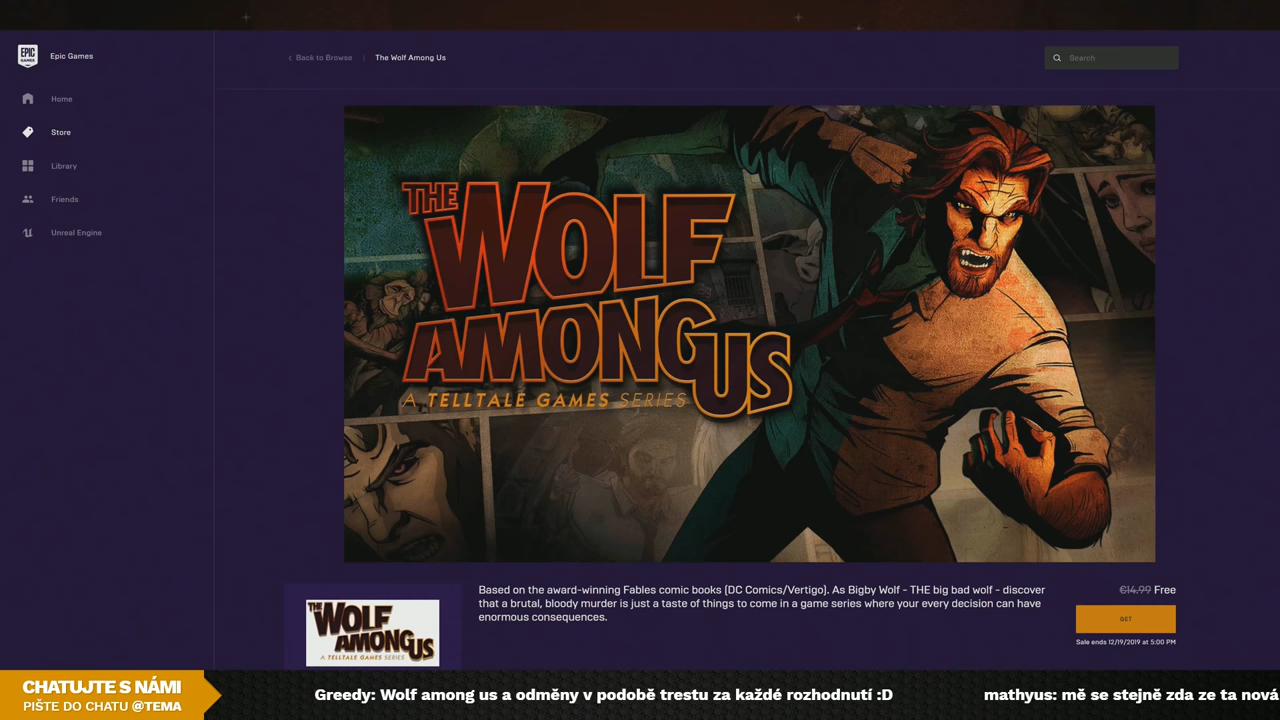 EPIC GAMES
Epic Games
Home
Store
Library
Friends
Unreal Engine
Back to Browse
The Wolf Among Us
Search
THE WOLF AMONG US
A TELLTALE GAMES SERIES
THE WOLF AMONG US
A TELLTALE GAMES SERIES
Based on the award-winning Fables comic books (DC Comics/Vertigo). As Bigby Wolf - THE big bad wolf - discover
that a brutal, bloody murder is just a taste of things to come in a game series where your every decision can have
enormous consequences.
€14.99 Free
GET
Sale ends 12/19/2019 at 5:00 PM
CHATUJTE S NÁMI
PIŠTE DO CHATU @TEMA
Greedy: Wolf among us a odměny v podobě trestu za každé rozhodnutí :D
mathyus: mě se stejně zda ze ta nová